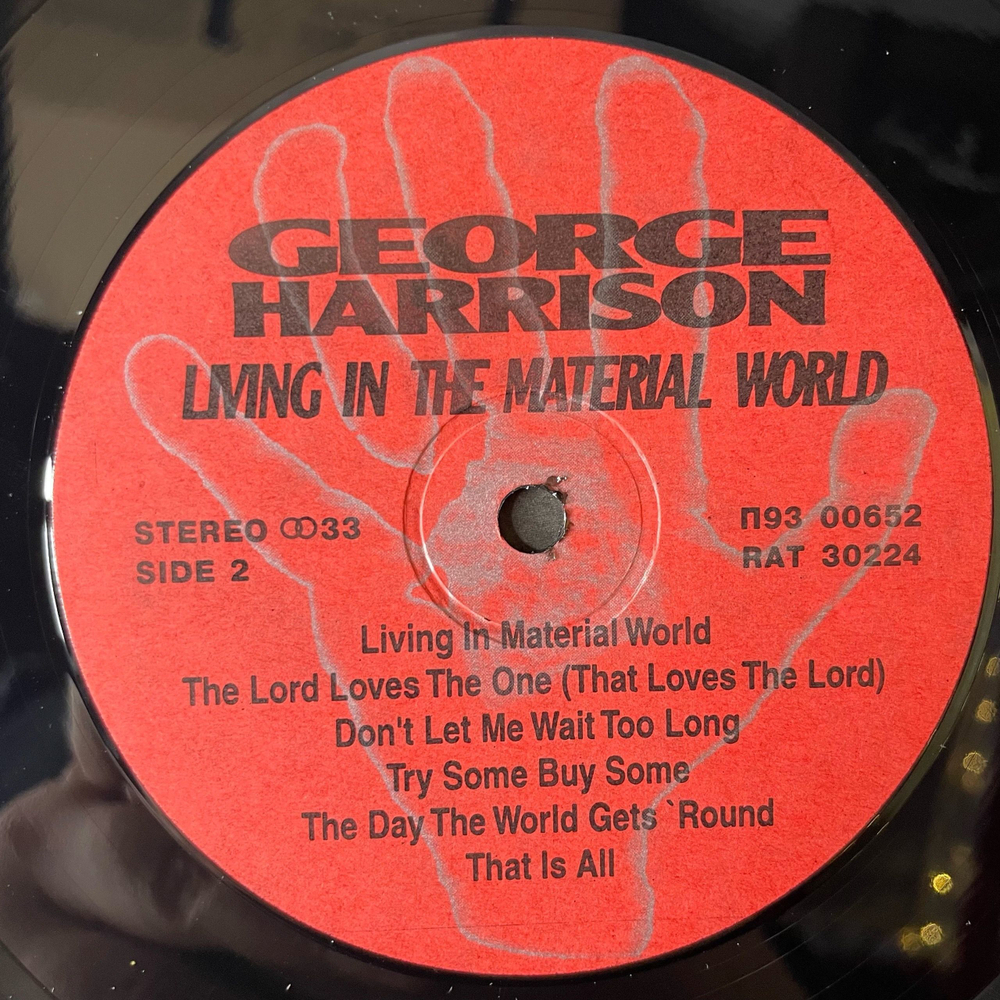 GEORGE
HARRISON
LIVING IN THE MATERIAL WORLD
STEREO 33
SIDE 2
П93 00652
RAT 30224
Living In Material World
The Lord Loves The One (That Loves The Lord)
Don't Let Me Wait Too Long
Try Some Buy Some
The Day The World Gets `Round
That Is All